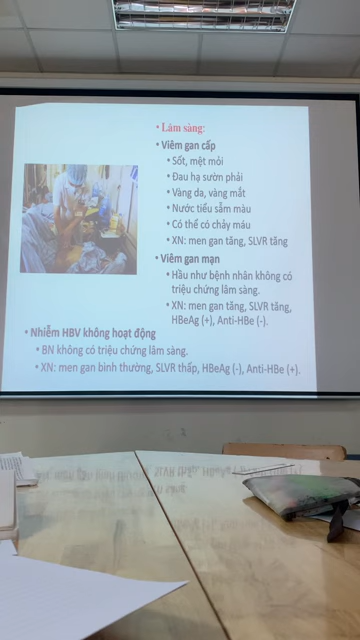 • Lâm sàng:
• Viêm gan cấp
• Sốt, mệt mỏi
• Đau hạ sườn phải
• Vàng da, vàng mắt
• Nước tiểu sẫm màu
• Có thể có chảy máu
• XN: men gan tăng, SLVR tăng
• Viêm gan mạn
• Hầu như bệnh nhân không có
triệu chứng lâm sàng.
• XN: men gan tăng, SLVR tăng,
HBeAg (+), Anti-HBe (-).
• Nhiễm HBV không hoạt động
• BN không có triệu chứng lâm sàng.
• XN: men gan bình thường, SLVR thấp, HBeAg (-), Anti-HBe (+).